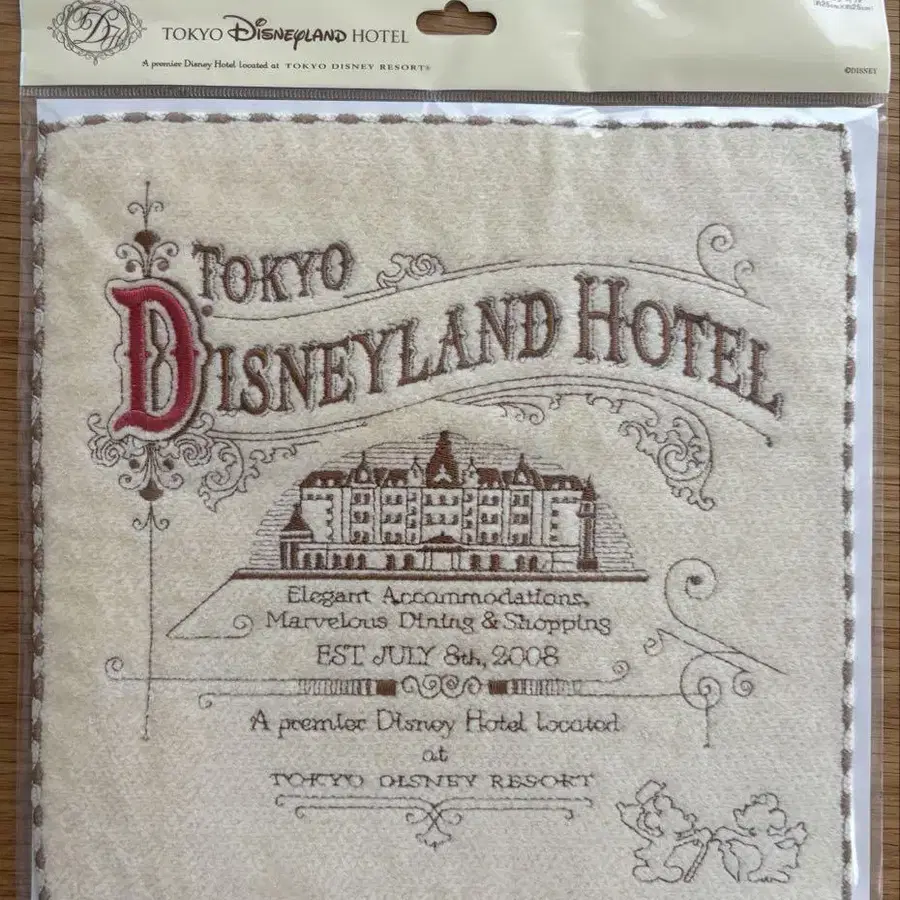 TDH
TOKYO DISNEYLAND HOTEL
A premier Disney Hotel located at TOKYO DISNEY RESORT®
©DISNEY
TOKYO
DISNEYLAND HOTEL
Elegant Accommodations,
Marvelous Dining & Shopping
EST JULY 8th, 2008
A premier Disney Hotel located
at
TOKYO DISNEY RESORT